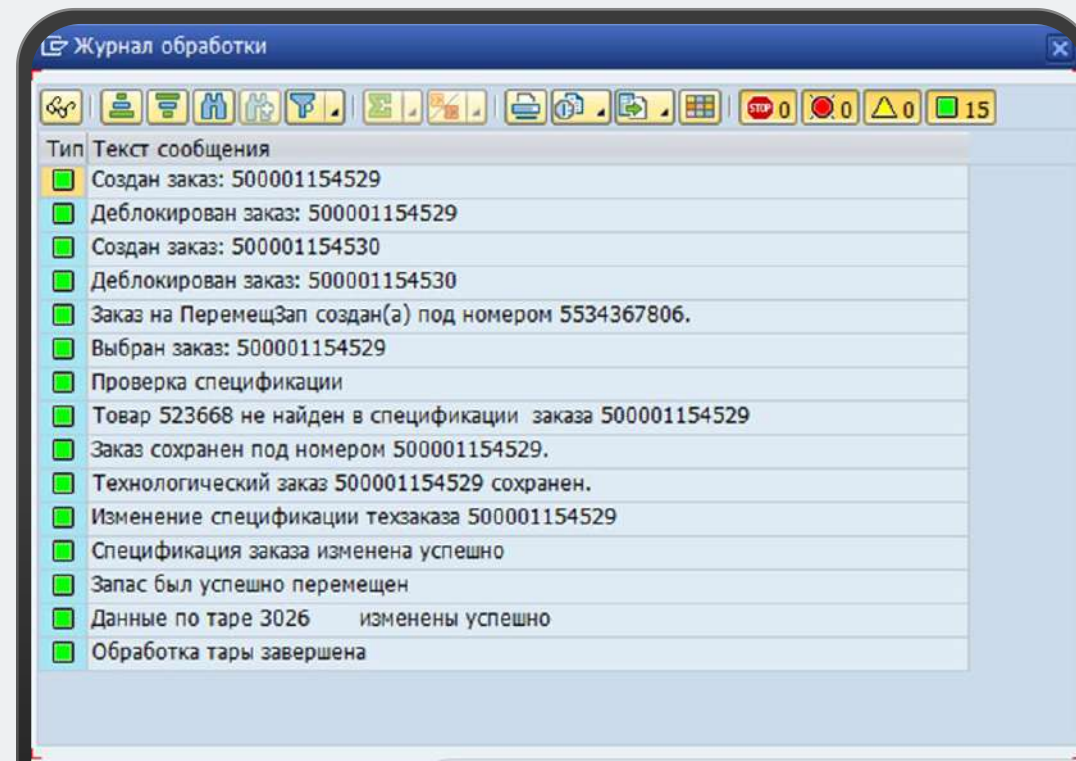 Журнал обработки
STOP 0 0 0 15
Тип Текст сообщения
Создан заказ: 500001154529
Деблокирован заказ: 500001154529
Создан заказ: 500001154530
Деблокирован заказ: 500001154530
Заказ на ПеремещЗап создан(а) под номером 5534367806.
Выбран заказ: 500001154529
Проверка спецификации
Товар 523668 не найден в спецификации заказа 500001154529
Заказ сохранен под номером 500001154529.
Технологический заказ 500001154529 сохранен.
Изменение спецификации техзаказа 500001154529
Спецификация заказа изменена успешно
Запас был успешно перемещен
Данные по таре 3026 изменены успешно
Обработка тары завершена